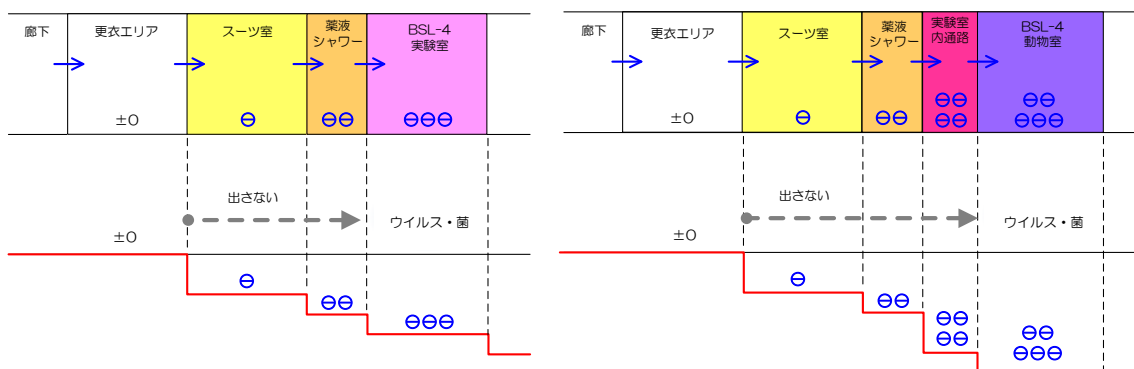 廊下
更衣エリア
スーツ室
薬液
シャワー
BSL-4
実験室
±0
⊖
⊖⊖
⊖⊖⊖
出さない
ウイルス・菌
±0
⊖
⊖⊖
⊖⊖⊖
廊下
更衣エリア
スーツ室
薬液
シャワー
実験室
内通路
BSL-4
動物室
±0
⊖
⊖⊖
⊖⊖
⊖⊖
⊖⊖
⊖⊖⊖
出さない
ウイルス・菌
±0
⊖
⊖⊖
⊖⊖
⊖⊖
⊖⊖
⊖⊖⊖